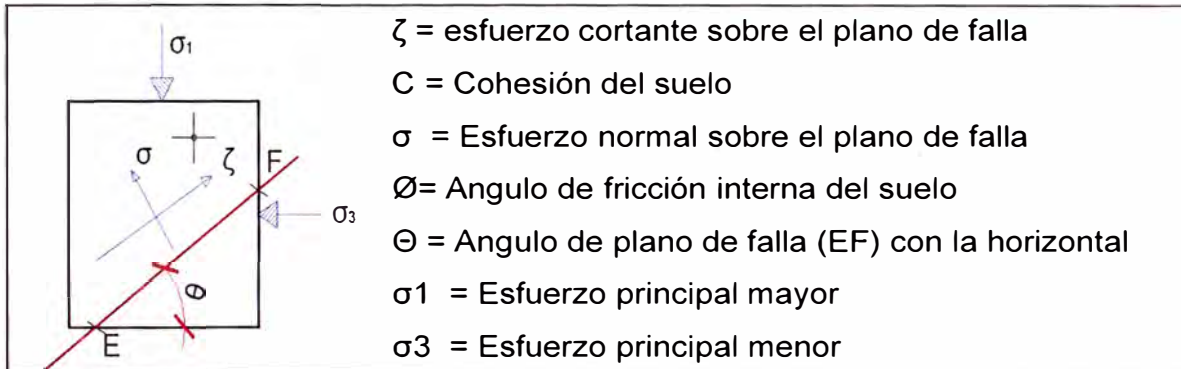 σ1
σ
ζ
F
σ3
Θ
E
ζ = esfuerzo cortante sobre el plano de falla
C = Cohesión del suelo
σ = Esfuerzo normal sobre el plano de falla
Ø= Angulo de fricción interna del suelo
Θ = Angulo de plano de falla (EF) con la horizontal
σ1 = Esfuerzo principal mayor
σ3 = Esfuerzo principal menor